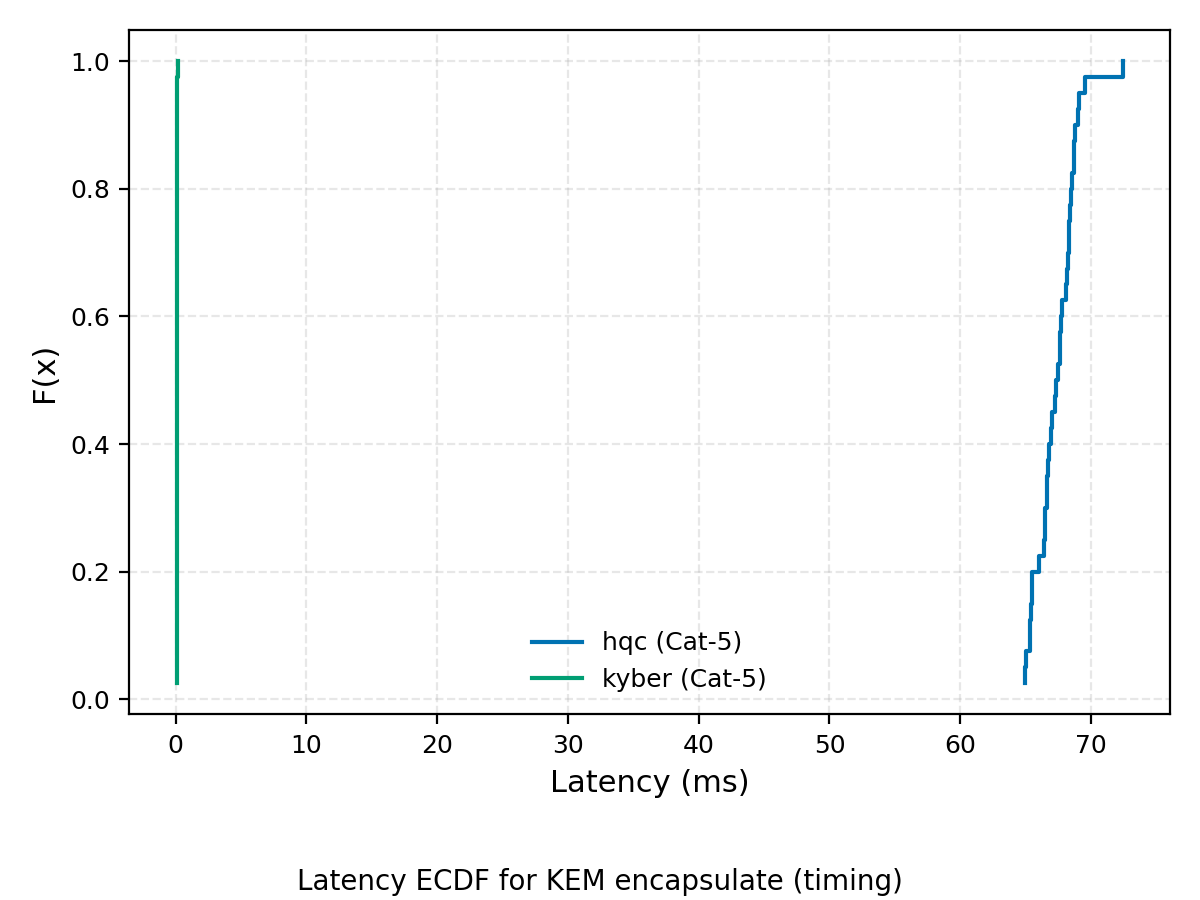 1.0
0.8
0.6
0.4
0.2
0.0
F(x)
hqc (Cat-5)
kyber (Cat-5)
0 10 20 30 40 50 60 70
Latency (ms)
Latency ECDF for KEM encapsulate (timing)